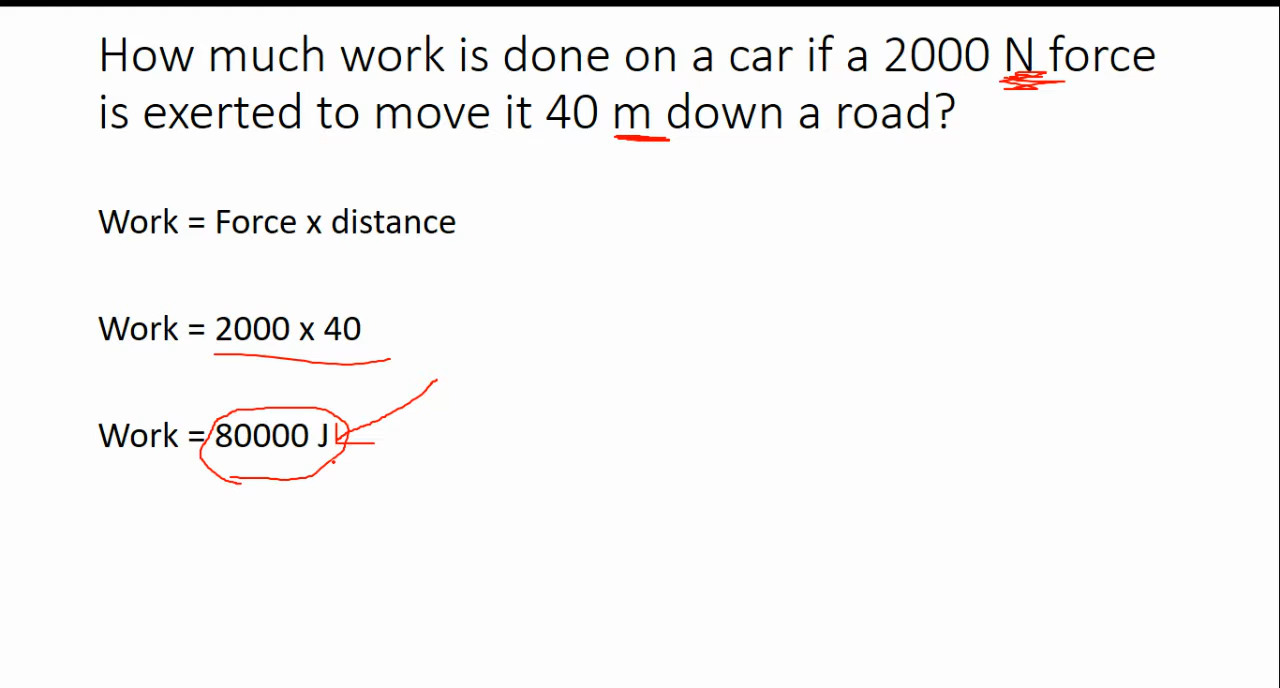 How much work is done on a car if a 2000 N force
is exerted to move it 40 m down a road?
Work = Force x distance
Work = 2000 x 40
Work = 80000 J